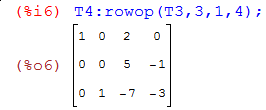 (%i6) T4:rowop(T3,3,1,4);
1 0 2 0
(%o6) 0 0 5 -1
0 1 -7 -3